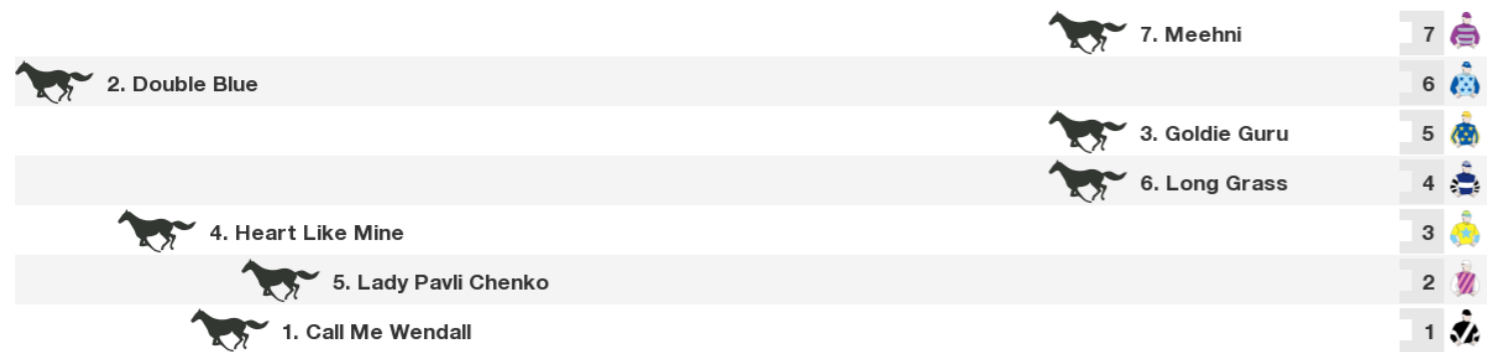 7. Meehni 7
2. Double Blue 6
3. Goldie Guru 5
6. Long Grass 4
4. Heart Like Mine 3
5. Lady Pavli Chenko 2
1. Call Me Wendall 1